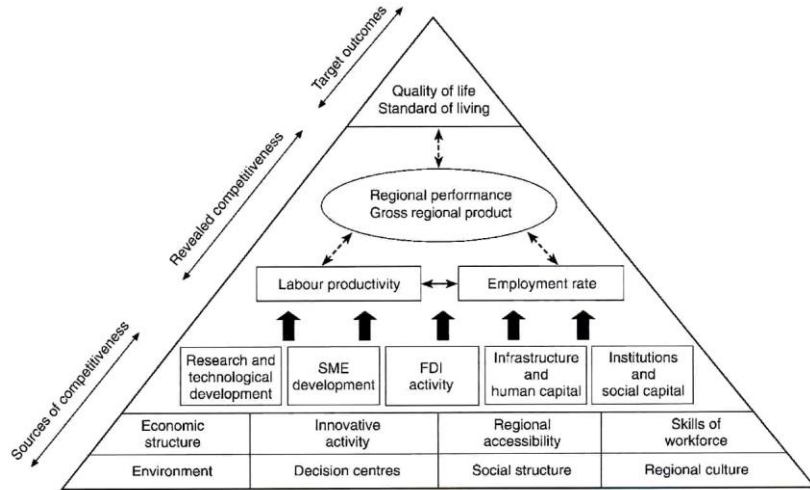 Target outcomes
Quality of life
Standard of living
Revealed competitiveness
Regional performance
Gross regional product
Labour productivity
Employment rate
Sources of competitiveness
Research and
technological
development
SME
development
FDI
activity
Infrastructure
and
human capital
Institutions
and
social capital
Economic
structure
Innovative
activity
Regional
accessibility
Skills of
workforce
Environment
Decision centres
Social structure
Regional culture